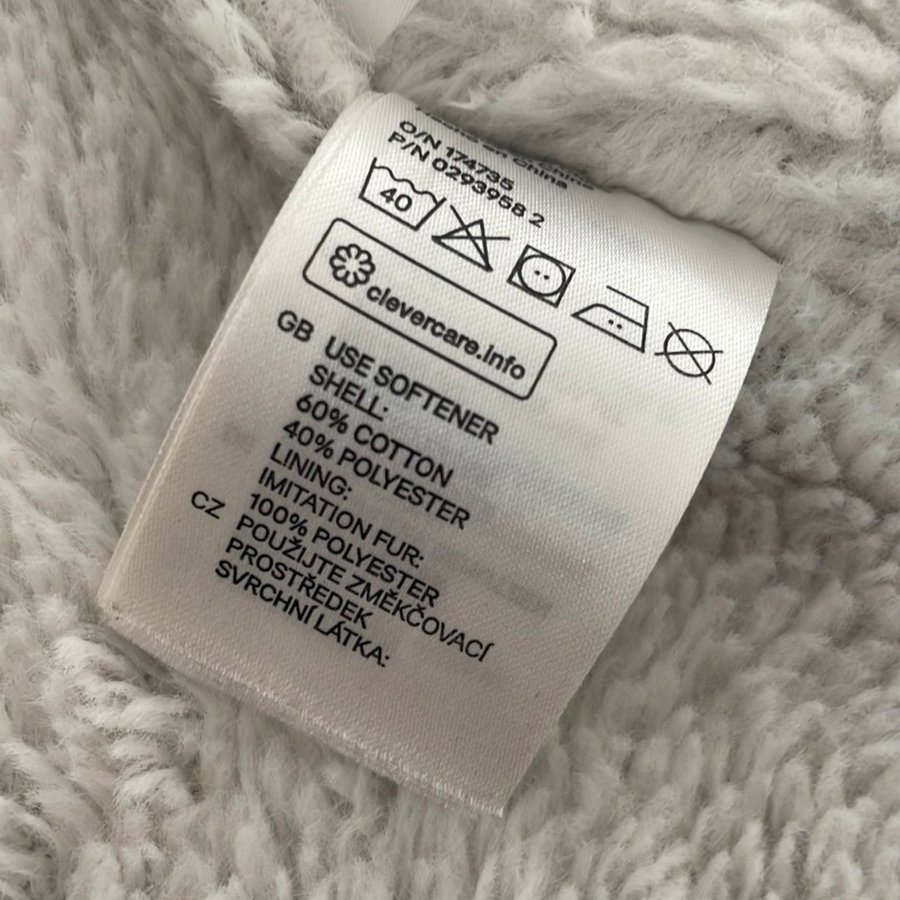 China
O/N 174735
P/N 0293958 2
40
clevercare.info
GB USE SOFTENER
SHELL:
60% COTTON
40% POLYESTER
LINING:
IMITATION FUR:
100% POLYESTER
CZ POUŽIJTE ZMĚKČOVACÍ
PROSTŘEDEK
SVRCHNÍ LÁTKA: